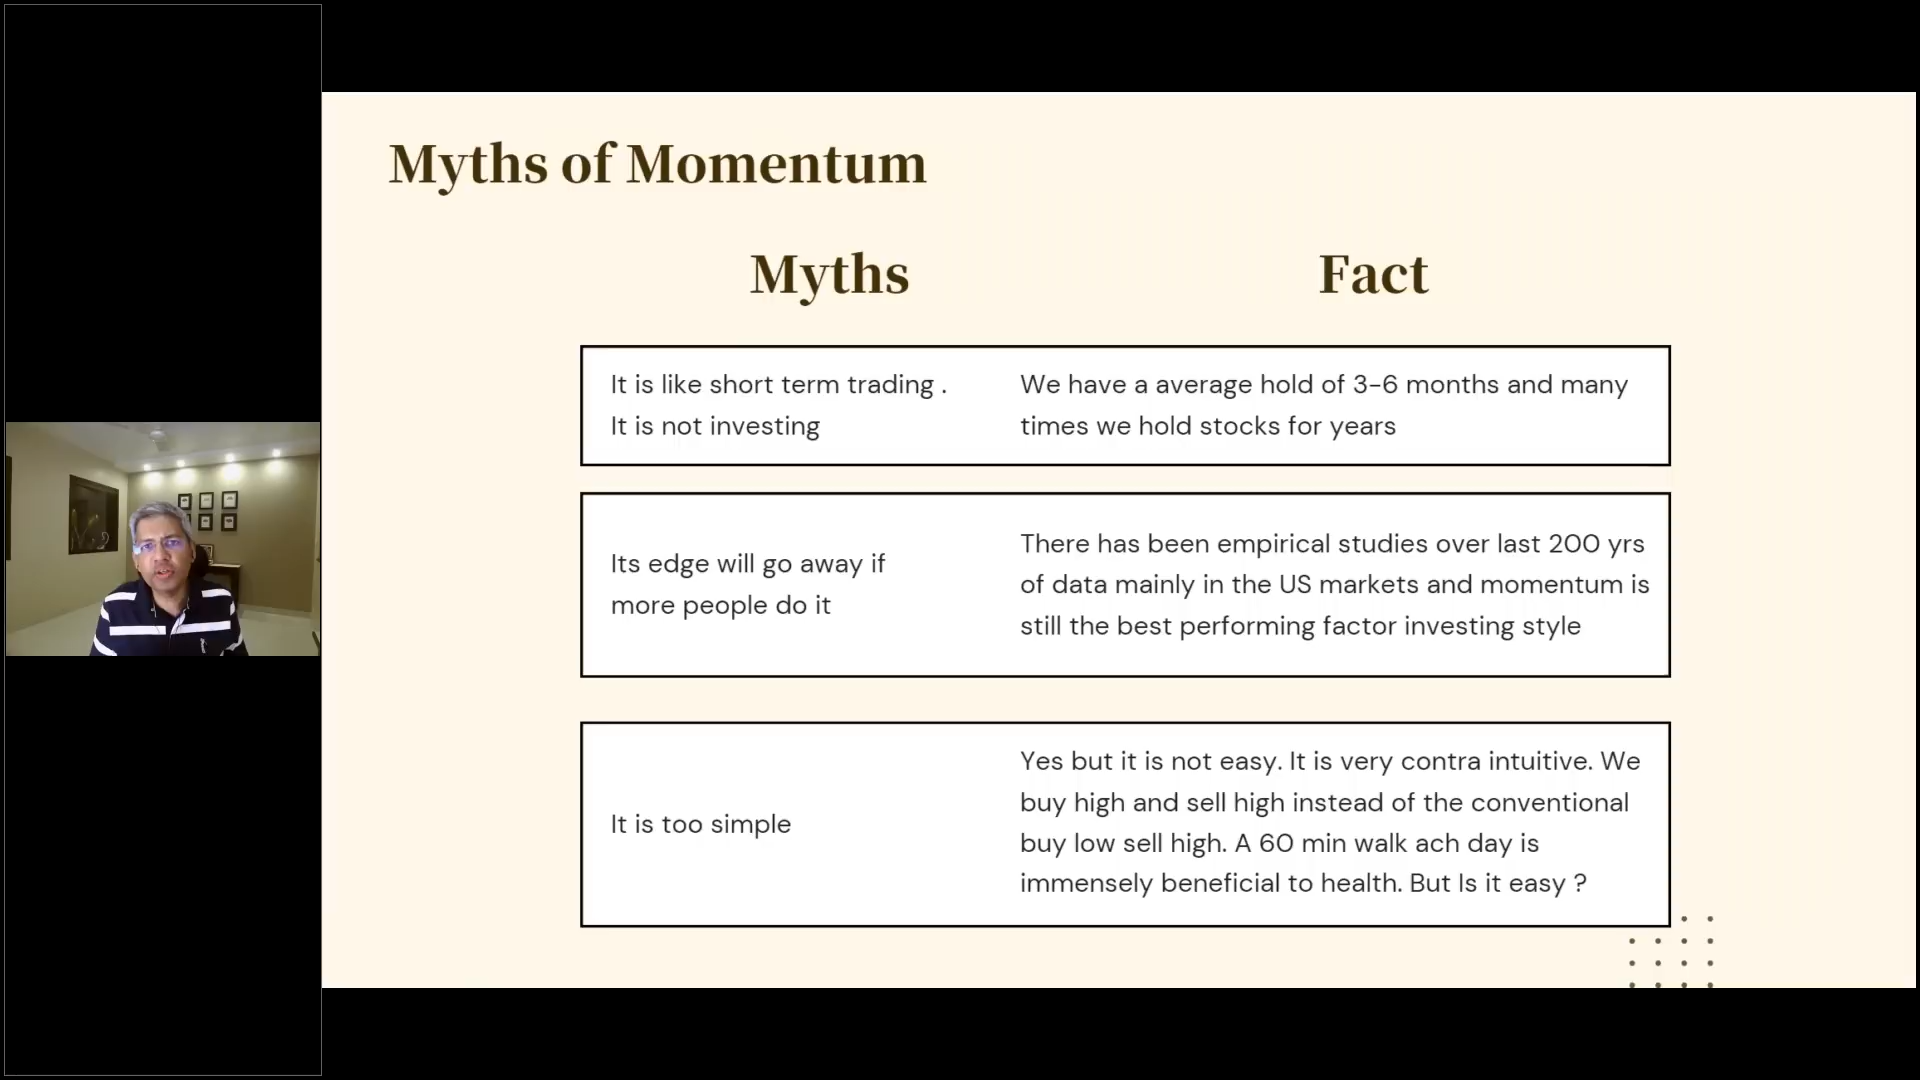 Myths of Momentum
Myths
Fact
It is like short term trading .
It is not investing
We have a average hold of 3-6 months and many
times we hold stocks for years
Its edge will go away if
more people do it
There has been empirical studies over last 200 yrs
of data mainly in the US markets and momentum is
still the best performing factor investing style
It is too simple
Yes but it is not easy. It is very contra intuitive. We
buy high and sell high instead of the conventional
buy low sell high. A 60 min walk ach day is
immensely beneficial to health. But Is it easy ?